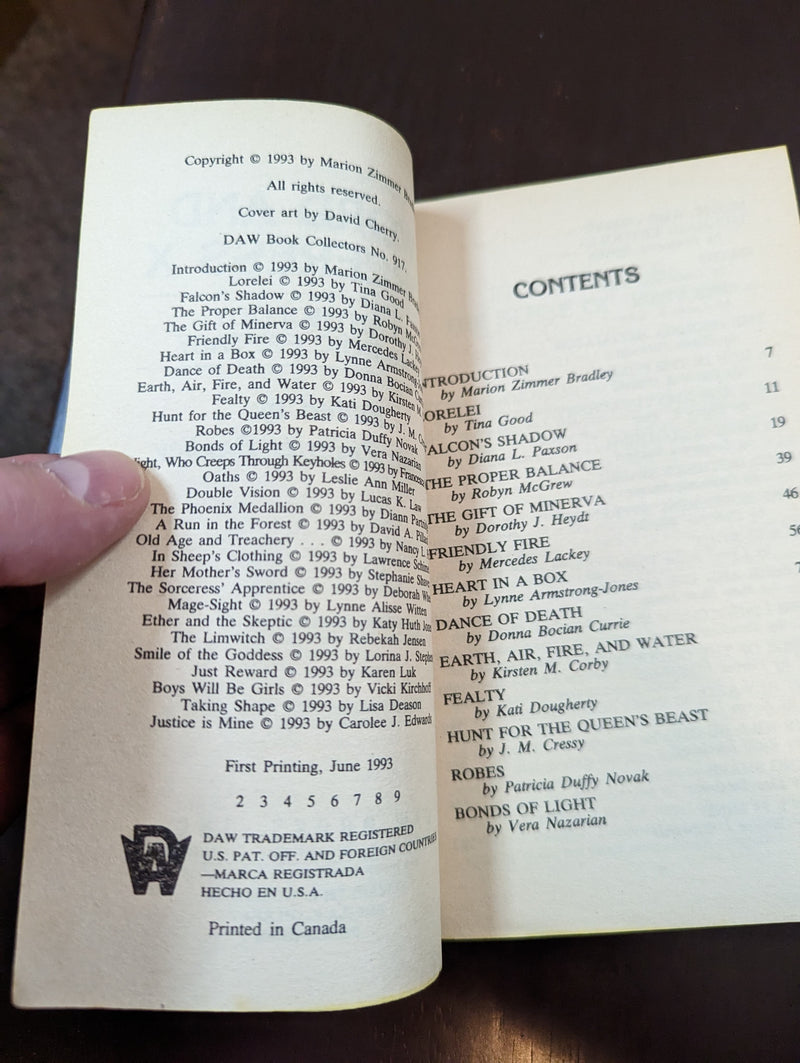 Copyright © 1993 by Marion Zimmer
All rights reserved.
Cover art by David Cherry.
DAW Book Collectors No. 917.
Introduction © 1993 by Marion Zimmer
Lorelei © 1993 by Tina Good
Falcon's Shadow © 1993 by Diana L.
The Proper Balance © 1993 by Robyn
The Gift of Minerva © 1993 by Dorothy J.
Friendly Fire © 1993 by Mercedes Lackey
Heart in a Box © 1993 by Lynne
Dance of Death © 1993 by Donna Bocian
Earth, Air, Fire, and Water © 1993 by Kirsten
Fealty © 1993 by Kati Dougherty
Hunt for the Queen's Beast © 1993 by J. M.
Robes ©1993 by Patricia Duffy Novak
Bonds of Light © 1993 by Vera Nazarian
Who Creeps Through Keyholes © 1993 by
Oaths © 1993 by Leslie Ann Miller
Double Vision © 1993 by Lucas K. Law
The Phoenix Medallion © 1993 by Diann
A Run in the Forest © 1993 by David A.
Old Age and Treachery . . . © 1993 by Nancy L.
In Sheep's Clothing © 1993 by Lawrence
Her Mother's Sword © 1993 by Stephanie
The Sorceress' Apprentice © 1993 by Deborah
Mage-Sight © 1993 by Lynne Alisse Witten
Ether and the Skeptic © 1993 by Katy Huth
The Limwitch © 1993 by Rebekah Jensen
Smile of the Goddess © 1993 by Lorina J.
Just Reward © 1993 by Karen Luk
Boys Will Be Girls © 1993 by Vicki Kirchhoff
Taking Shape © 1993 by Lisa Deason
Justice is Mine © 1993 by Carolee J. Edwards
First Printing, June 1993
2 3 4 5 6 7 8 9
DAW TRADEMARK REGISTERED
U.S. PAT. OFF. AND FOREIGN COUNTRIES
—MARCA REGISTRADA
HECHO EN U.S.A.
Printed in Canada
CONTENTS
NTRODUCTION 7
by Marion Zimmer Bradley
ORELEI 11
by Tina Good
ALCON'S SHADOW 19
by Diana L. Paxson
THE PROPER BALANCE 39
by Robyn McGrew
THE GIFT OF MINERVA 46
by Dorothy J. Heydt
FRIENDLY FIRE
by Mercedes Lackey
HEART IN A BOX
by Lynne Armstrong-Jones
DANCE OF DEATH
by Donna Bocian Currie
EARTH, AIR, FIRE, AND WATER
by Kirsten M. Corby
FEALTY
by Kati Dougherty
HUNT FOR THE QUEEN'S BEAST
by J. M. Cressy
ROBES
by Patricia Duffy Novak
BONDS OF LIGHT
by Vera Nazarian